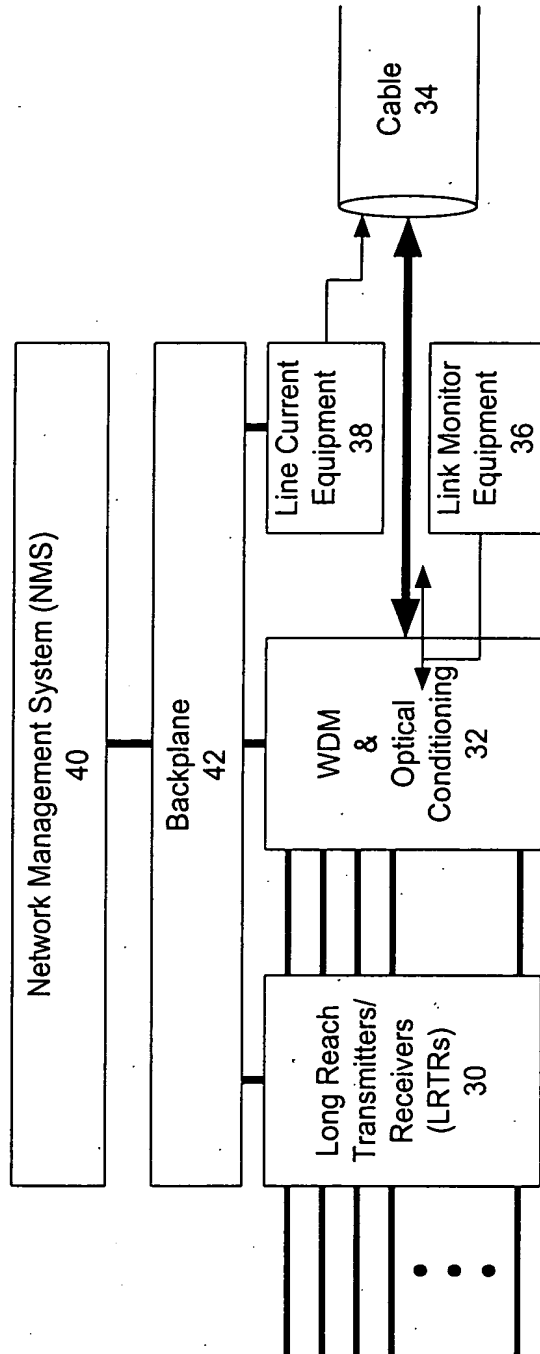 Network Management System (NMS)
40
Backplane
42
Long Reach
Transmitters/
Receivers
(LRTRs)
30
WDM
&
Optical
Conditioning
32
Line Current
Equipment
38
Link Monitor
Equipment
36
Cable
34